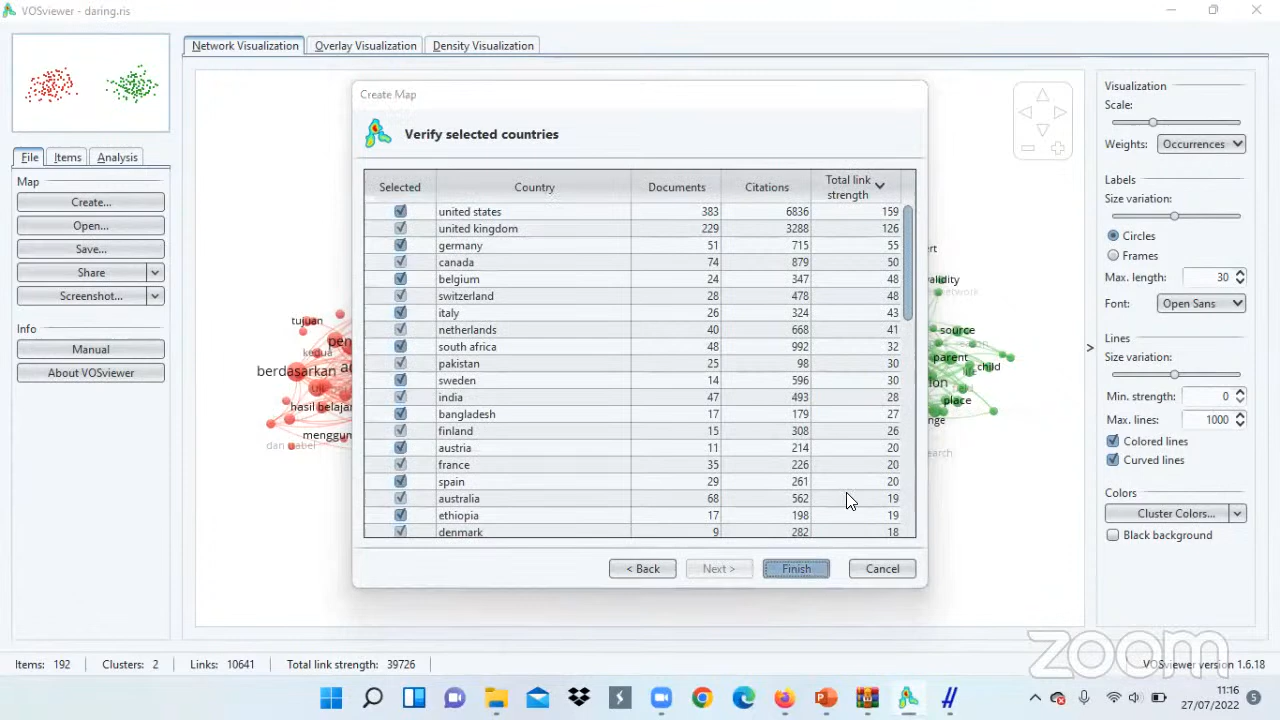 VOSviewer - daring.ris
Network Visualization
Overlay Visualization
Density Visualization
File
Items
Analysis
Map
Create...
Open...
Save...
Share
Screenshot...
Info
Manual
About VOSviewer
Create Map
Verify selected countries
Selected Country Documents Citations Total link strength
united states 383 6836 159
united kingdom 229 3288 126
germany 51 715 55
canada 74 879 50
belgium 24 347 48
switzerland 28 478 48
italy 26 324 43
netherlands 40 668 41
south africa 48 992 32
pakistan 25 98 30
sweden 14 596 30
india 47 493 28
bangladesh 17 179 27
finland 15 308 26
austria 11 214 20
france 35 226 20
spain 29 261 20
australia 68 562 19
ethiopia 17 198 19
denmark 9 282 18
< Back
Next >
Finish
Cancel
tujuan
kedua
berdasarkan
hasil belajar
menggum
source
parent
child
place
Visualization
Scale:
Weights: Occurrences
Labels
Size variation:
Circles
Frames
Max. length: 30
Font: Open Sans
Lines
Size variation:
Min. strength: 0
Max. lines: 1000
Colored lines
Curved lines
Colors
Cluster Colors...
Black background
Items: 192
Clusters: 2
Links: 10641
Total link strength: 39726
VOSviewer version 1.6.18
zoom
11:16
27/07/2022
5